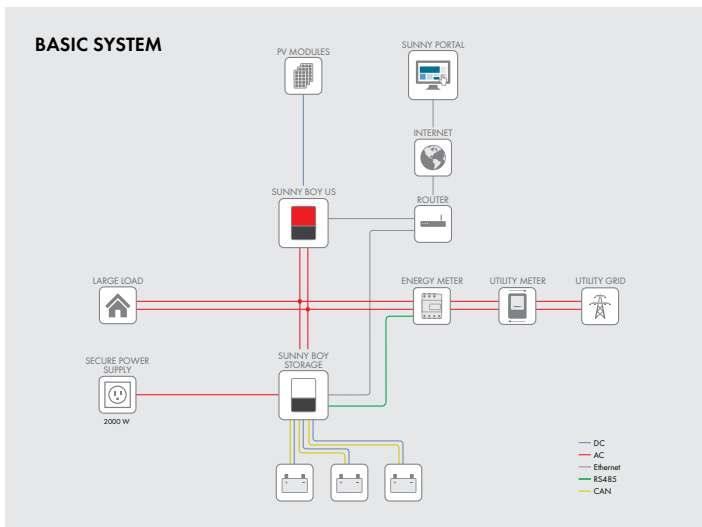 BASIC SYSTEM
PV MODULES
SUNNY PORTAL
INTERNET
SUNNY BOY US
ROUTER
LARGE LOAD
ENERGY METER
UTILITY METER
UTILITY GRID
SECURE POWER
SUPPLY
2000 W
SUNNY BOY
STORAGE
DC
AC
Ethernet
RS485
CAN